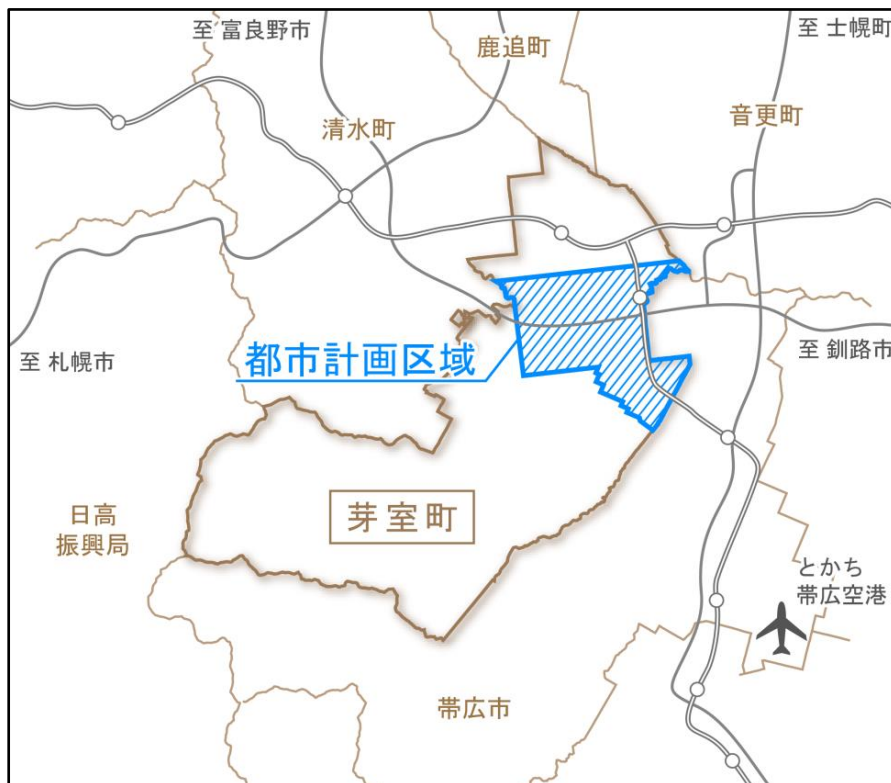 至 富良野市
至 士幌町
鹿追町
音更町
清水町
至 札幌市
都市計画区域
至 釧路市
芽室町
日高
振興局
とかち
帯広空港
帯広市